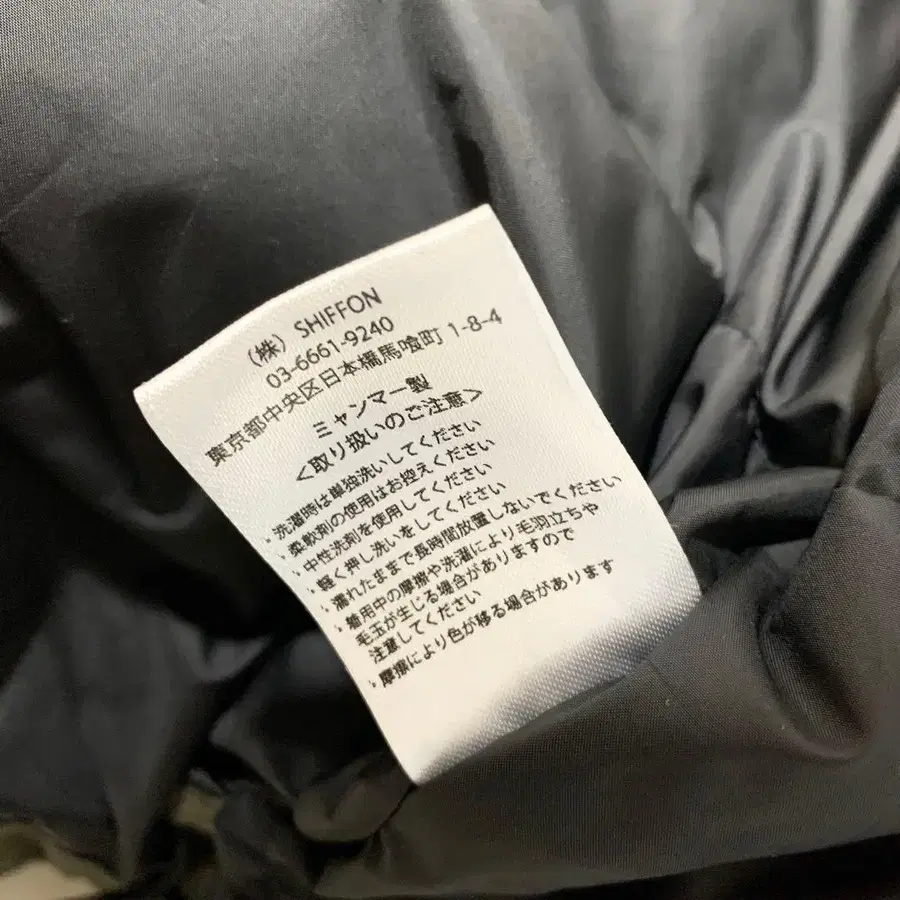 (株) SHIFFON
03-6661-9240
東京都中央区日本橋馬喰町 1-8-4
ミャンマー製
<取り扱いのご注意>
・洗濯時は単独洗いしてください
・柔軟剤の使用はお控えください
・中性洗剤を使用してください
・軽く押し洗いをしてください
・濡れたままで長時間放置しないでください
・着用中の摩擦や洗濯により毛羽立ちや
毛玉が生じる場合がありますので
注意してください
・摩擦により色が移る場合があります